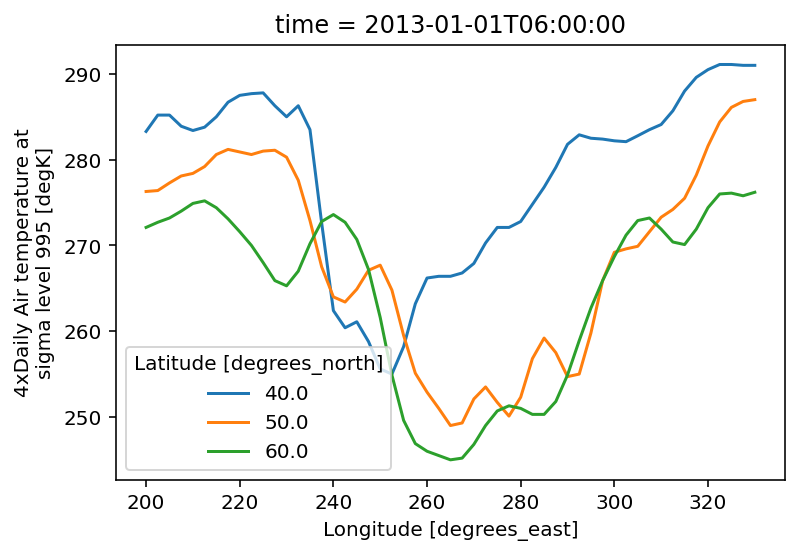 time = 2013-01-01T06:00:00
4xDaily Air temperature at
sigma level 995 [degK]
290
280
270
260
250
Latitude [degrees_north]
40.0
50.0
60.0
200 220 240 260 280 300 320
Longitude [degrees_east]